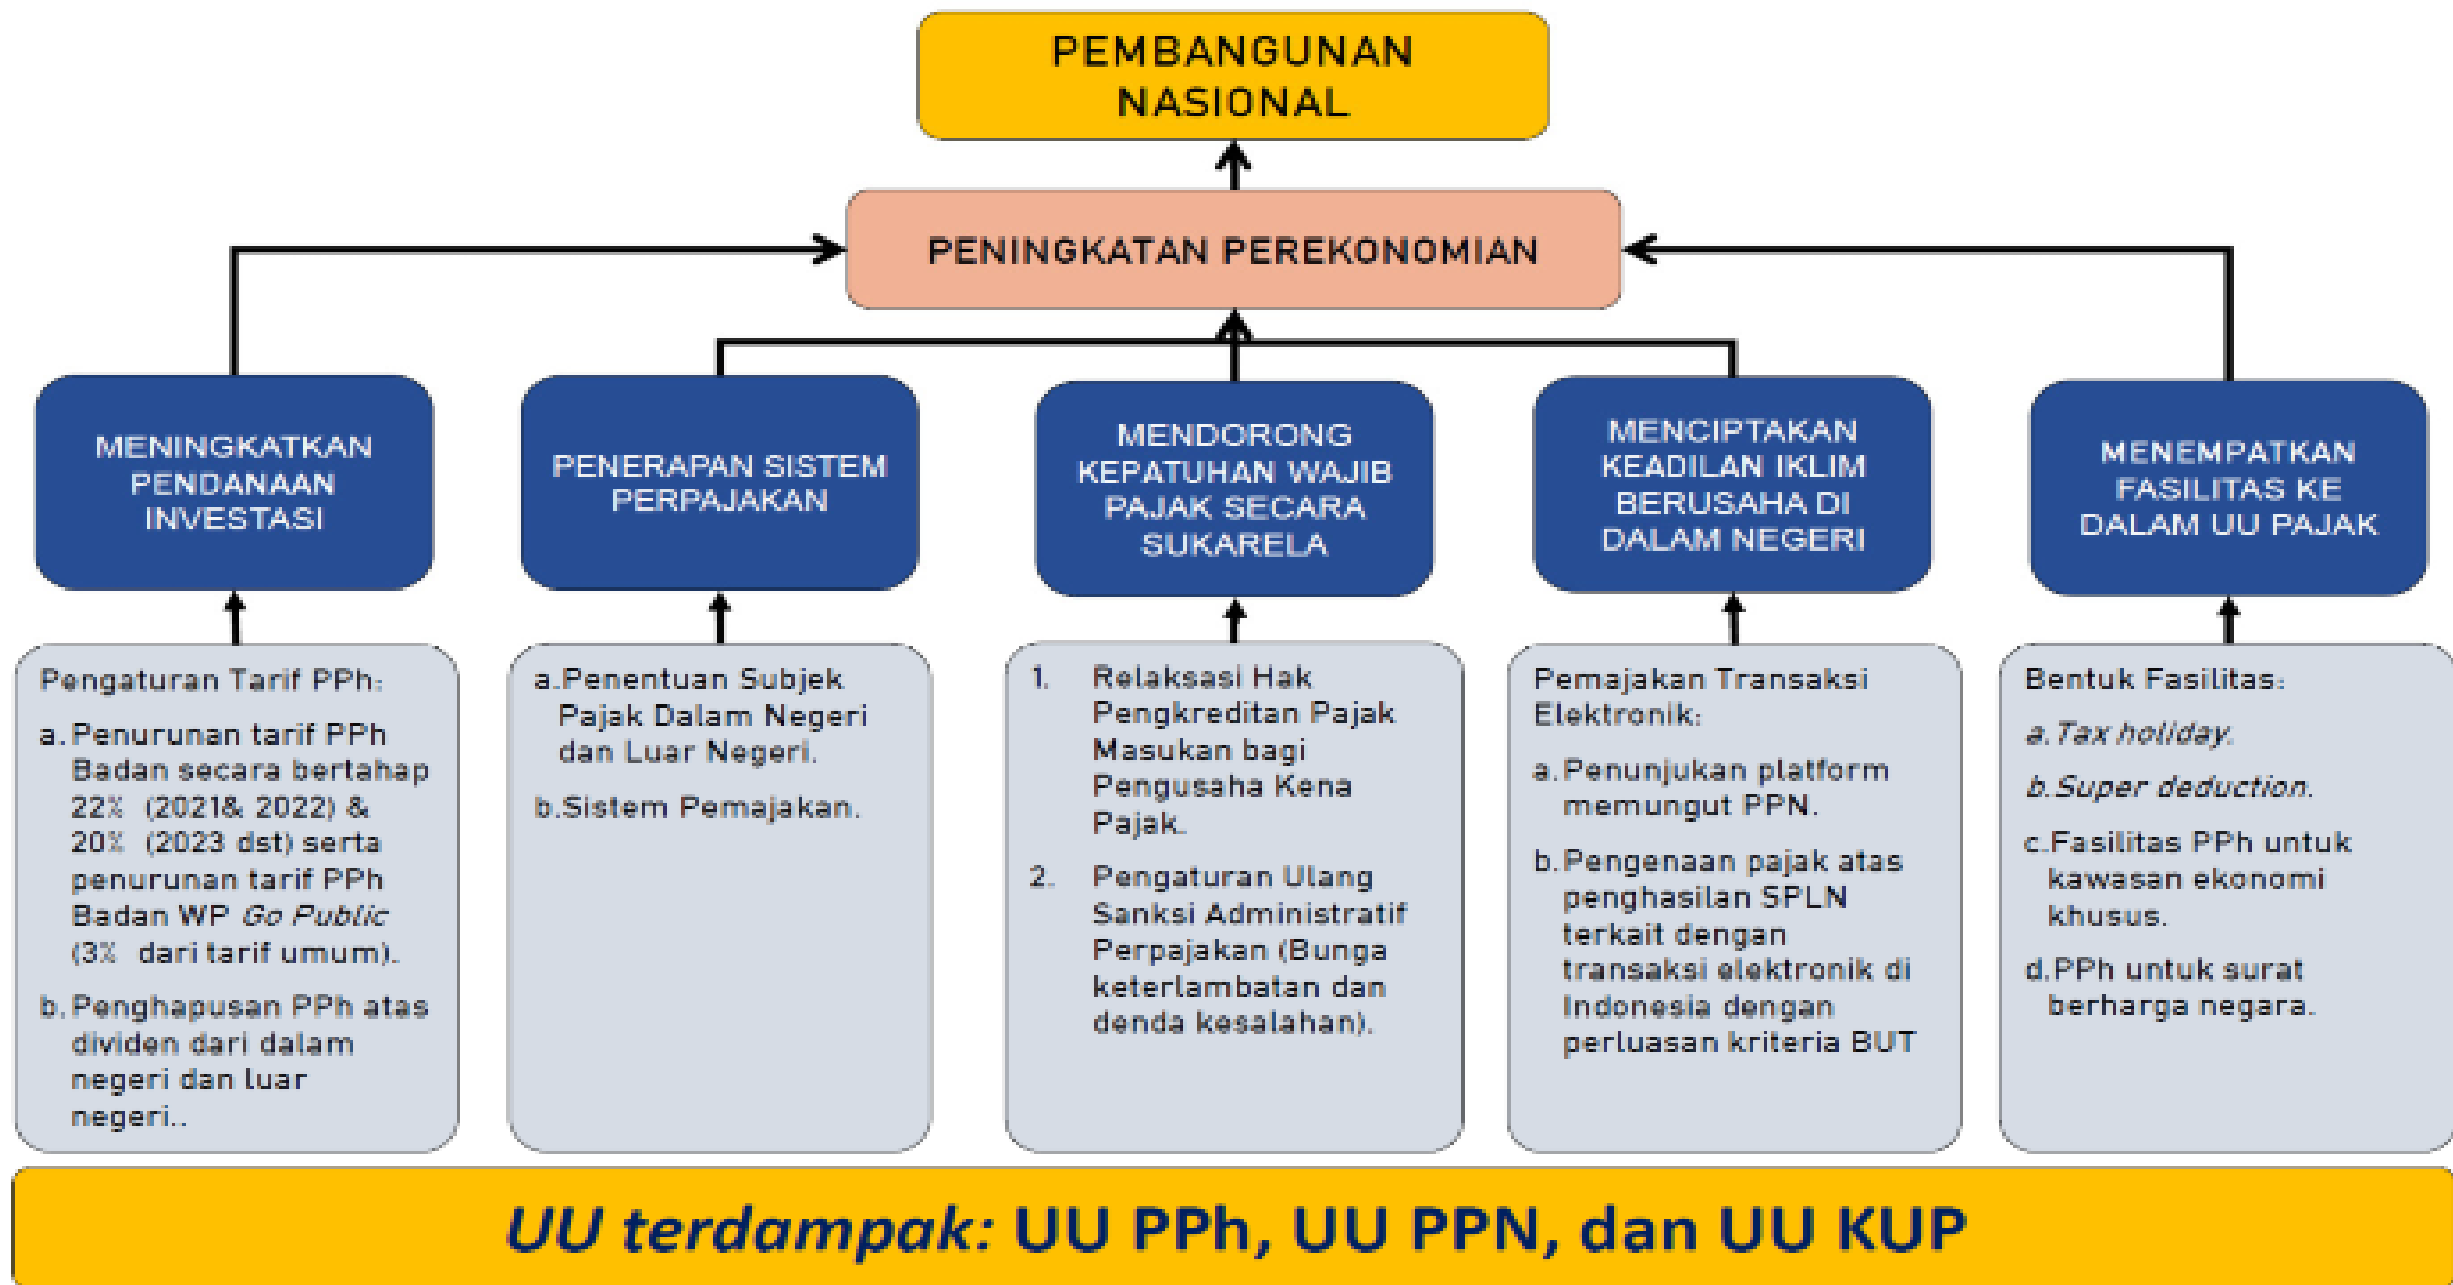 PEMBANGUNAN
NASIONAL
PENINGKATAN PEREKONOMIAN
MENINGKATKAN
PENDANAAN
INVESTASI
PENERAPAN SISTEM
PERPAJAKAN
MENDORONG
KEPATUHAN WAJIB
PAJAK SECARA
SUKARELA
MENCIPTAKAN
KEADILAN IKLIM
BERUSAHA DI
DALAM NEGERI
MENEMPATKAN
FASILITAS KE
DALAM UU PAJAK
Pengaturan Tarif PPh:
a. Penurunan tarif PPh
Badan secara bertahap
22% (2021& 2022) &
20% (2023 dst) serta
penurunan tarif PPh
Badan WP Go Public
(3% dari tarif umum).
b. Penghapusan PPh atas
dividen dari dalam
negeri dan luar
negeri..
a.Penentuan Subjek
Pajak Dalam Negeri
dan Luar Negeri.
b.Sistem Pemajakan.
1. Relaksasi Hak
Pengkreditan Pajak
Masukan bagi
Pengusaha Kena
Pajak.
2. Pengaturan Ulang
Sanksi Administratif
Perpajakan (Bunga
keterlambatan dan
denda kesalahan).
Pemajakan Transaksi
Elektronik:
a.Penunjukan platform
memungut PPN.
b.Pengenaan pajak atas
penghasilan SPLN
terkait dengan
transaksi elektronik di
Indonesia dengan
perluasan kriteria BUT
Bentuk Fasilitas:
a.Tax holiday.
b.Super deduction.
c.Fasilitas PPh untuk
kawasan ekonomi
khusus.
d.PPh untuk surat
berharga negara.
UU terdampak: UU PPh, UU PPN, dan UU KUP